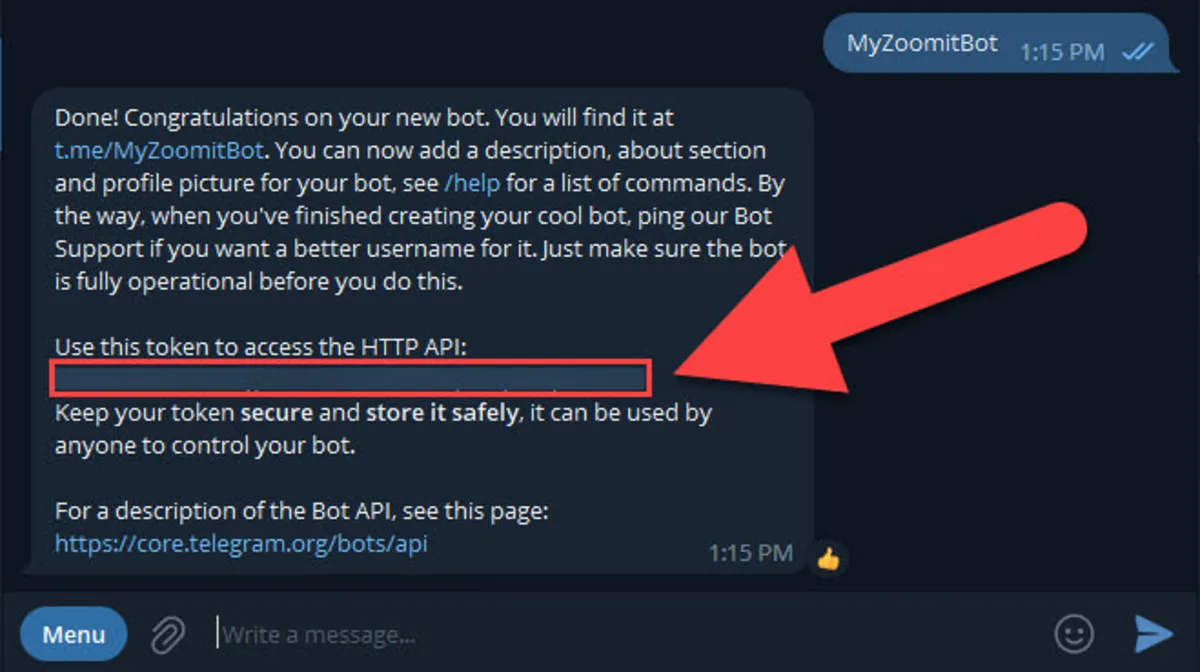 MyZoomitBot 1:15 PM
Done! Congratulations on your new bot. You will find it at
t.me/MyZoomitBot. You can now add a description, about section
and profile picture for your bot, see /help for a list of commands. By
the way, when you've finished creating your cool bot, ping our Bot
Support if you want a better username for it. Just make sure the bot
is fully operational before you do this.
Use this token to access the HTTP API:
Keep your token secure and store it safely, it can be used by
anyone to control your bot.
For a description of the Bot API, see this page:
https://core.telegram.org/bots/api
1:15 PM
Menu
Write a message...